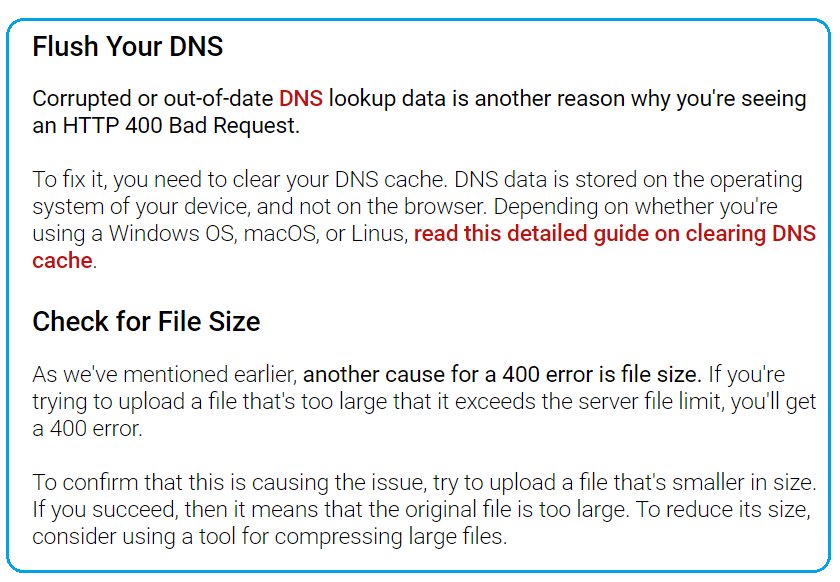 Flush Your DNS
Corrupted or out-of-date DNS lookup data is another reason why you're seeing
an HTTP 400 Bad Request.
To fix it, you need to clear your DNS cache. DNS data is stored on the operating
system of your device, and not on the browser. Depending on whether you're
using a Windows OS, macOS, or Linus, read this detailed guide on clearing DNS
cache.
Check for File Size
As we've mentioned earlier, another cause for a 400 error is file size. If you're
trying to upload a file that's too large that it exceeds the server file limit, you'll get
a 400 error.
To confirm that this is causing the issue, try to upload a file that's smaller in size.
If you succeed, then it means that the original file is too large. To reduce its size,
consider using a tool for compressing large files.